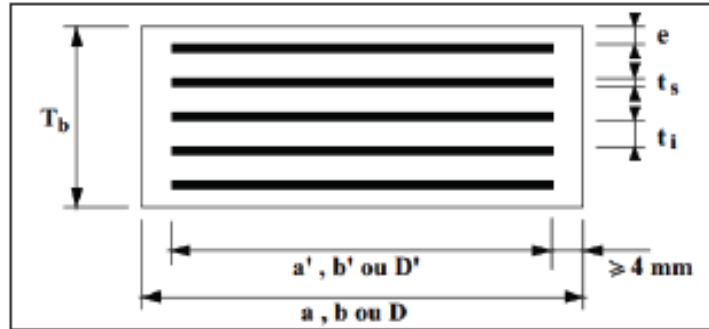 e
t s
T b
t i
a' , b' ou D'
⩾ 4 mm
a , b ou D